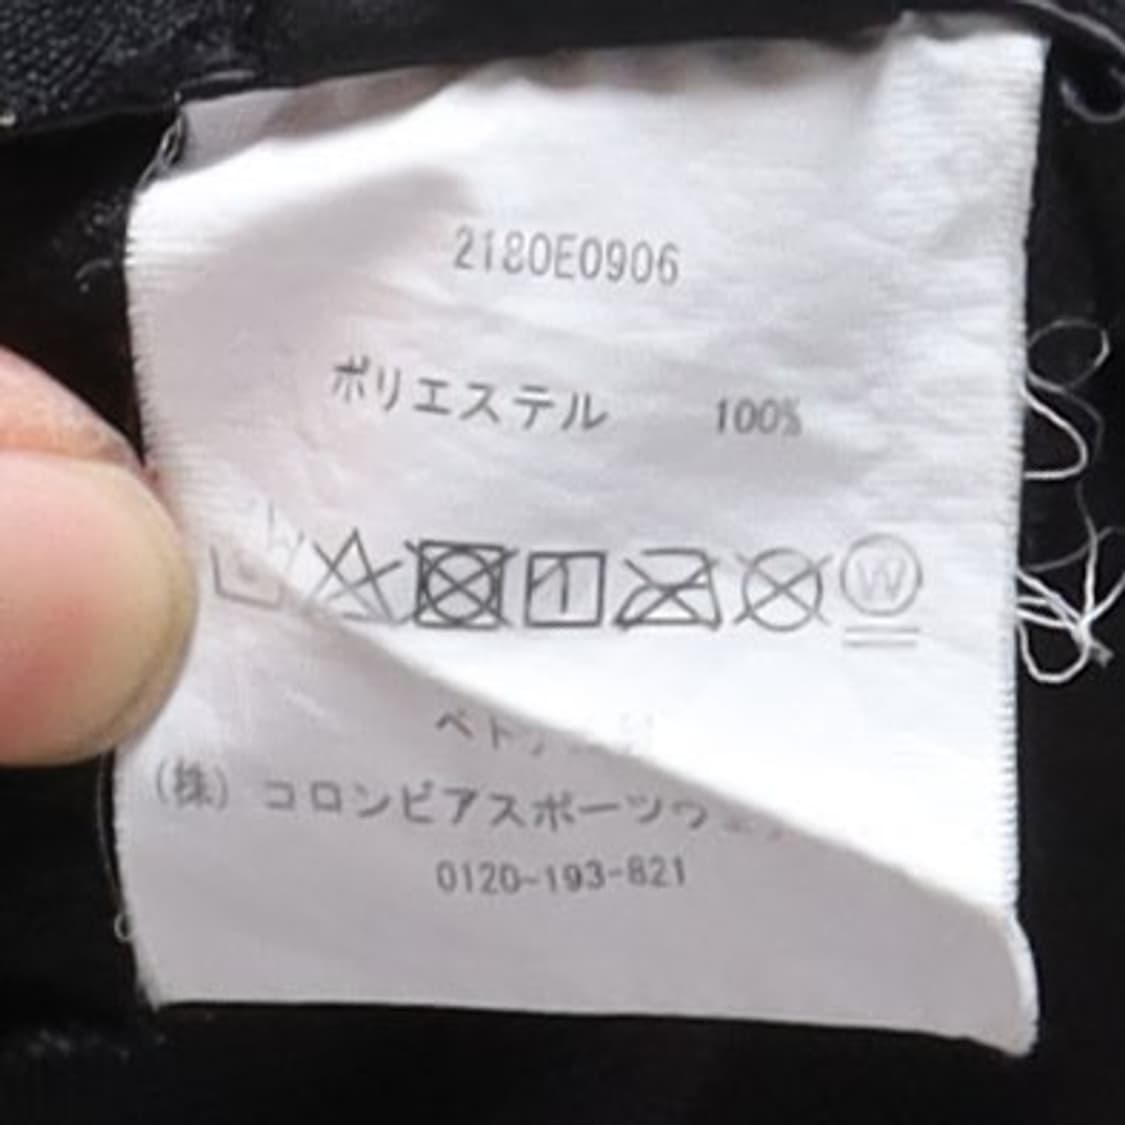 2180E0906
ポリエステル 100%
W
(株) コロンビアスポーツウ
0120-193-821